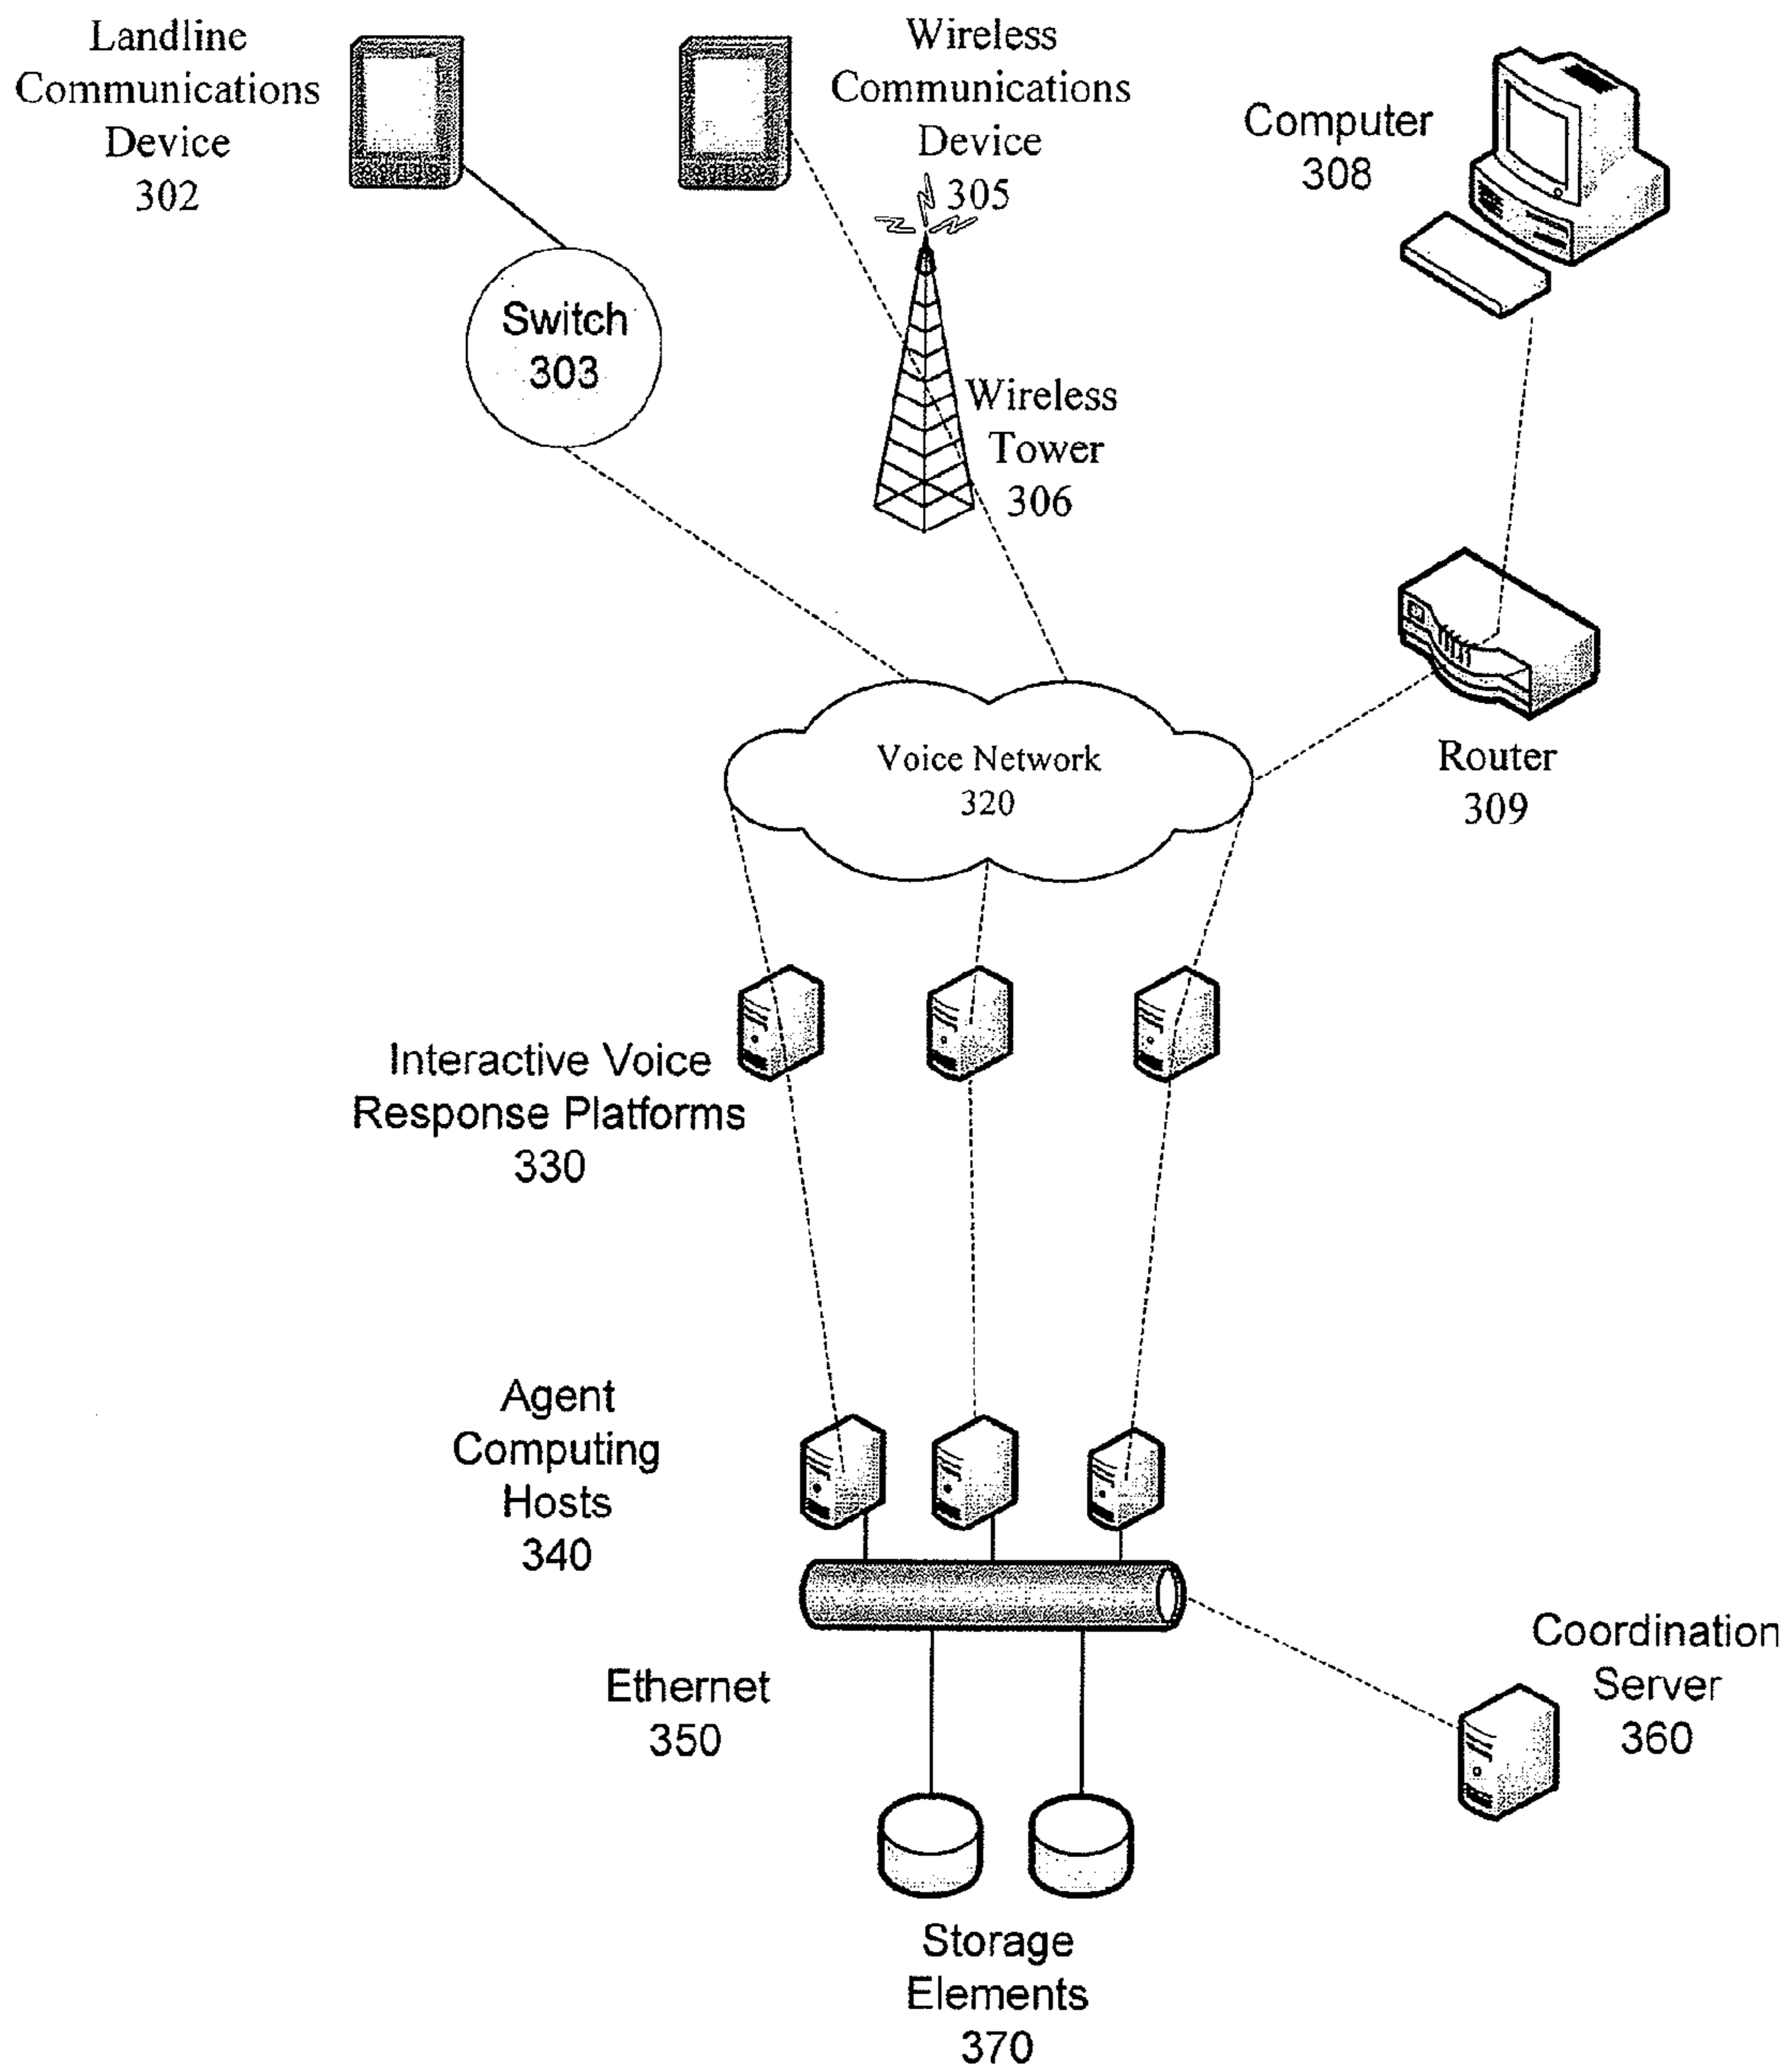 Landline
Communications
Device
302
Wireless
Communications
Device
305
Computer
308
Switch
303
Wireless
Tower
306
Router
309
Voice Network
320
Interactive Voice
Response Platforms
330
Agent
Computing
Hosts
340
Ethernet
350
Coordination
Server
360
Storage
Elements
370